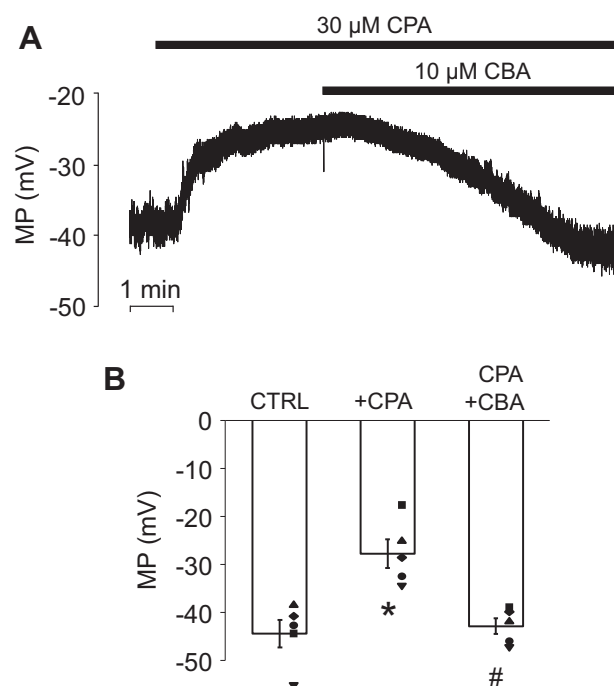 A
30 µM CPA
10 µM CBA
-20
-30
-40
-50
MP (mV)
1 min
B
CTRL
+CPA
CPA
+CBA
0
-10
-20
-30
-40
-50
MP (mV)
*
#